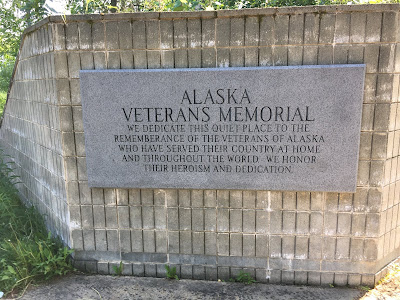 ALASKA
VETERANS MEMORIAL
WE DEDICATE THIS QUIET PLACE TO THE
REMEMBERANCE OF THE VETERANS OF ALASKA
WHO HAVE SERVED THEIR COUNTRY AT HOME
AND THROUGHOUT THE WORLD. WE HONOR
THEIR HEROISM AND DEDICATION.